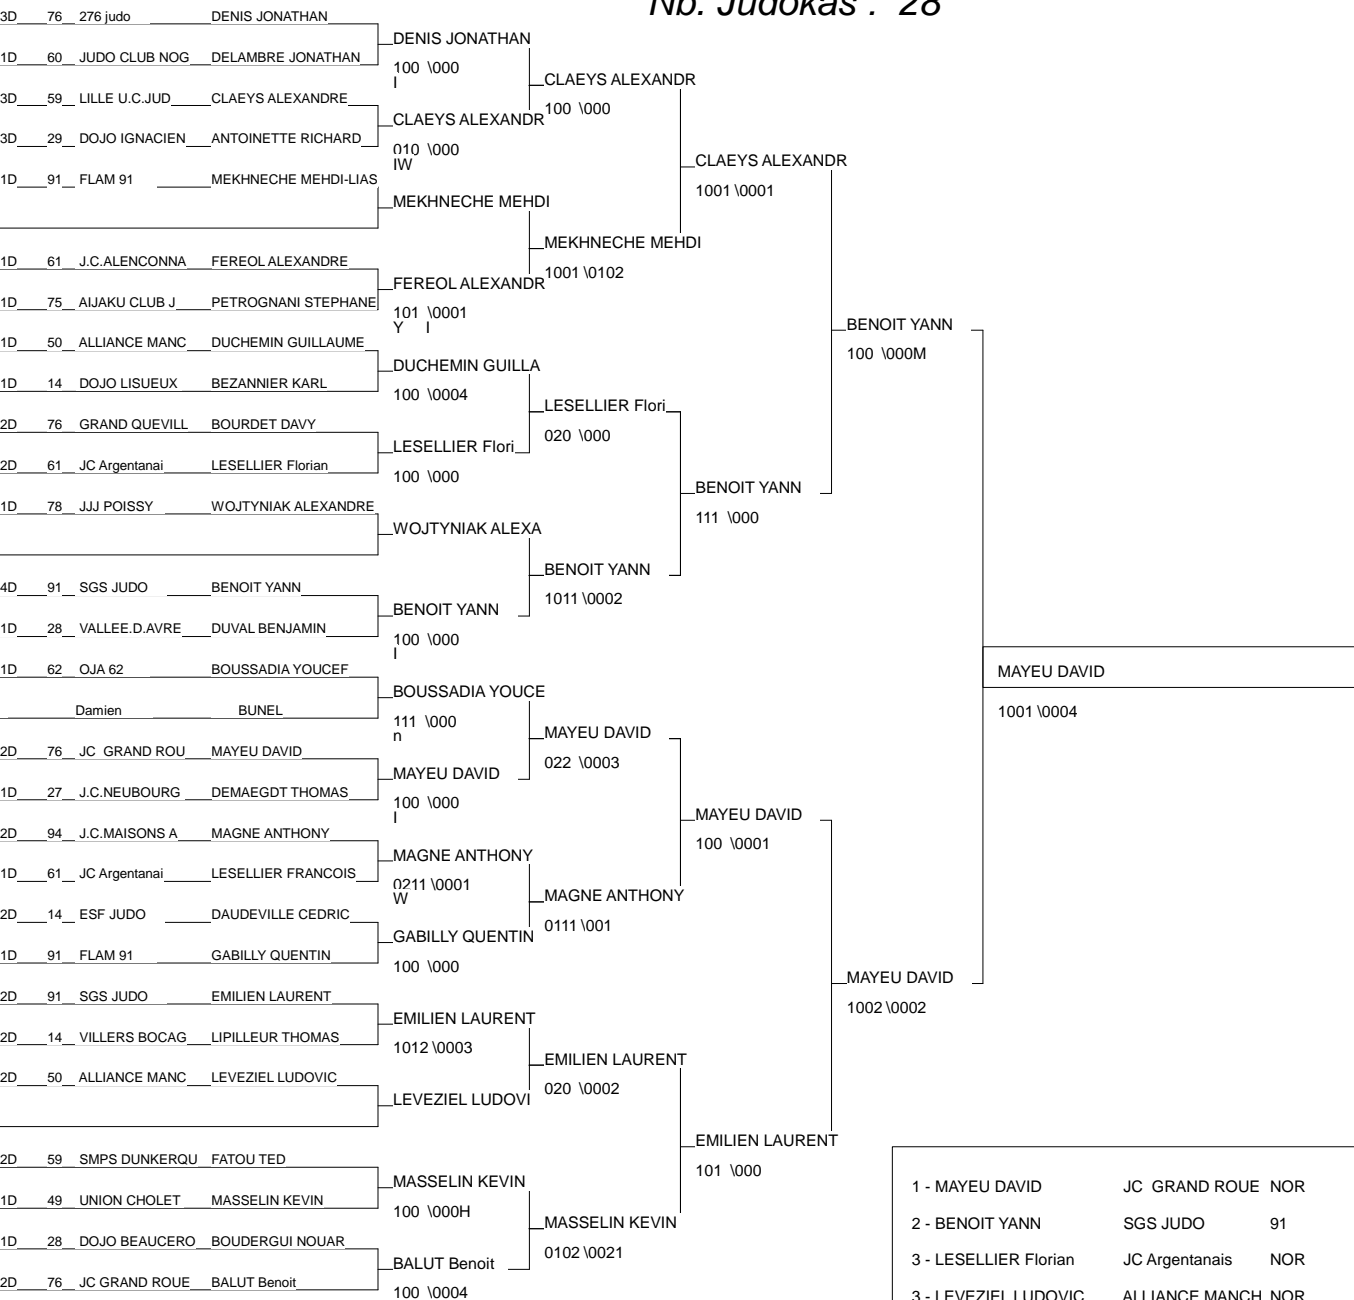 Nb. Judokas : 28
3D 76 276 judo DENIS JONATHAN
DENIS JONATHAN
1D 60 JUDO CLUB NOG DELAMBRE JONATHAN
100 \000
I
CLAEYS ALEXANDR
100 \000
3D 59 LILLE U.C.JUD CLAEYS ALEXANDRE
CLAEYS ALEXANDR
3D 29 DOJO IGNACIEN ANTOINETTE RICHARD
010 \000
IW
CLAEYS ALEXANDR
1001 \0001
1D 91 FLAM 91 MEKHNECHE MEHDI-LIAS
MEKHNECHE MEHDI
MEKHNECHE MEHDI
1001 \0102
1D 61 J.C.ALENCONNA FEREOL ALEXANDRE
FEREOL ALEXANDR
1D 75 AIJAKU CLUB J PETROGNANI STEPHANE
101 \0001
Y I
BENOIT YANN
100 \000M
1D 50 ALLIANCE MANC DUCHEMIN GUILLAUME
DUCHEMIN GUILLA
1D 14 DOJO LISUEUX BEZANNIER KARL
100 \0004
LESELLIER Flori
020 \000
2D 76 GRAND QUEVILL BOURDET DAVY
LESELLIER Flori
2D 61 JC Argentanai LESELLIER Florian
100 \000
BENOIT YANN
111 \000
1D 78 JJJ POISSY WOJTYNIAK ALEXANDRE
WOJTYNIAK ALEXA
BENOIT YANN
1011 \0002
4D 91 SGS JUDO BENOIT YANN
BENOIT YANN
1D 28 VALLEE.D.AVRE DUVAL BENJAMIN
100 \000
I
MAYEU DAVID
1001 \0004
1D 62 OJA 62 BOUSSADIA YOUCEF
BOUSSADIA YOUCE
Damien BUNEL
111 \000
n
MAYEU DAVID
022 \0003
2D 76 JC GRAND ROU MAYEU DAVID
MAYEU DAVID
1D 27 J.C.NEUBOURG DEMAEGDT THOMAS
100 \000
I
MAYEU DAVID
100 \0001
2D 94 J.C.MAISONS A MAGNE ANTHONY
MAGNE ANTHONY
1D 61 JC Argentanai LESELLIER FRANCOIS
0211 \0001
W
MAGNE ANTHONY
0111 \001
2D 14 ESF JUDO DAUDEVILLE CEDRIC
GABILLY QUENTIN
1D 91 FLAM 91 GABILLY QUENTIN
100 \000
MAYEU DAVID
1002 \0002
2D 91 SGS JUDO EMILIEN LAURENT
EMILIEN LAURENT
2D 14 VILLERS BOCAG LIPILLEUR THOMAS
1012 \0003
EMILIEN LAURENT
020 \0002
2D 50 ALLIANCE MANC LEVEZIEL LUDOVIC
LEVEZIEL LUDOVI
EMILIEN LAURENT
101 \000
2D 59 SMPS DUNKERQU FATOU TED
MASSELIN KEVIN
1D 49 UNION CHOLET MASSELIN KEVIN
100 \000H
MASSELIN KEVIN
0102 \0021
1D 28 DOJO BEAUCERO BOUDERGUI NOUAR
BALUT Benoit
2D 76 JC GRAND ROUE BALUT Benoit
100 \0004
1 - MAYEU DAVID JC GRAND ROUE NOR
2 - BENOIT YANN SGS JUDO 91
3 - LESELLIER Florian JC Argentanais NOR
3 - LEVEZIEL LUDOVIC ALLIANCE MANCH NOR